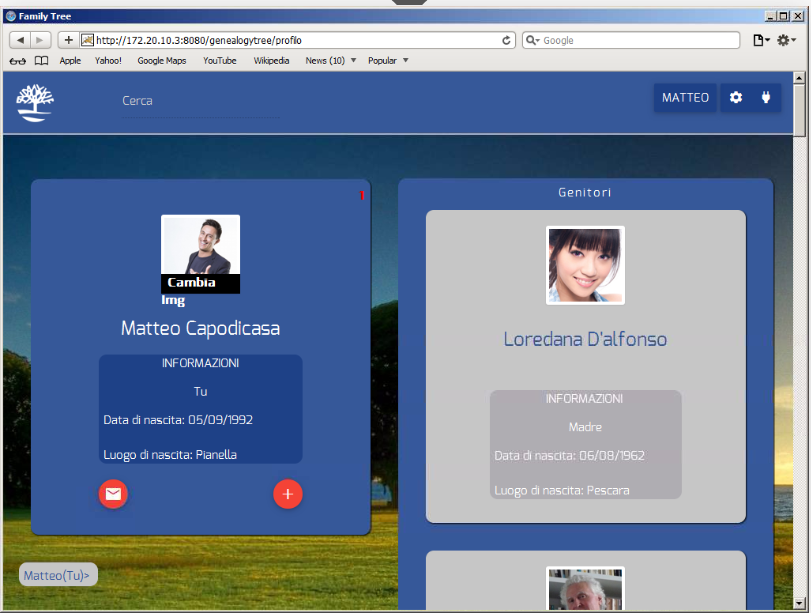 Family Tree
http://172.20.10.3:8080/genealogytree/profilo
Google
Apple
Yahoo!
Google Maps
YouTube
Wikipedia
News (10)
Popular
Cerca
MATTEO
Cambia
Img
Matteo Capodicasa
INFORMAZIONI
Tu
Data di nascita: 05/09/1992
Luogo di nascita: Pianella
Matteo(Tu)>
Genitori
Loredana D'alfonso
INFORMAZIONI
Madre
Data di nascita: 06/08/1962
Luogo di nascita: Pescara